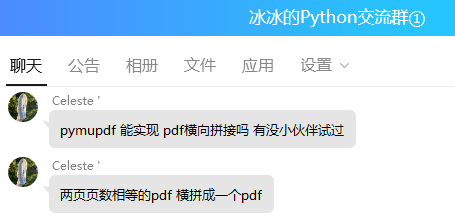 冰冰的Python交流群①
聊天 公告 相册 文件 应用 设置
Celeste '
pymupdf 能实现 pdf横向拼接吗 有没小伙伴试过
Celeste '
两页页数相等的pdf 横拼成一个pdf